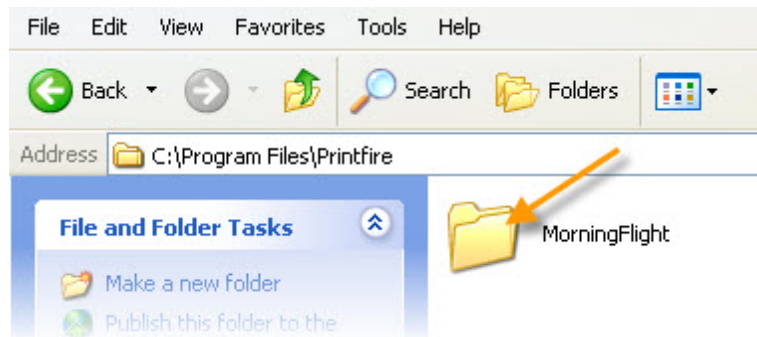 File Edit View Favorites Tools Help
Back Search Folders
Address C:\Program Files\Printfire
File and Folder Tasks
MorningFlight
Make a new folder
Publish this folder to the